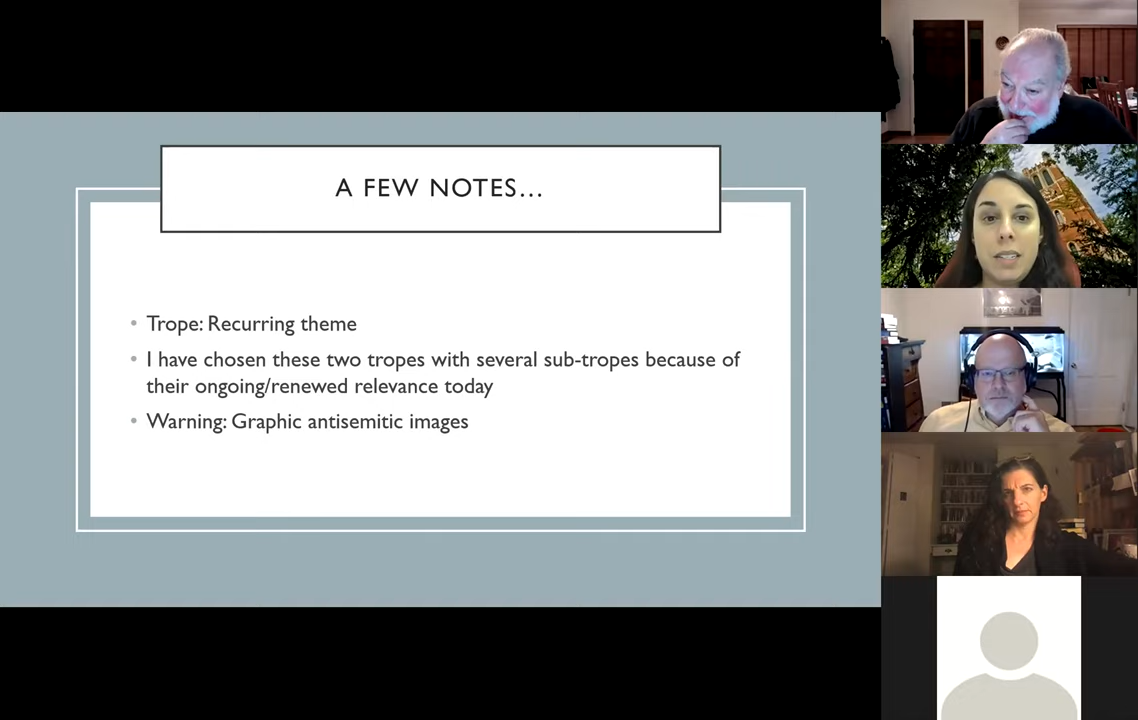 A FEW NOTES...
• Trope: Recurring theme
• I have chosen these two tropes with several sub-tropes because of
their ongoing/renewed relevance today
• Warning: Graphic antisemitic images